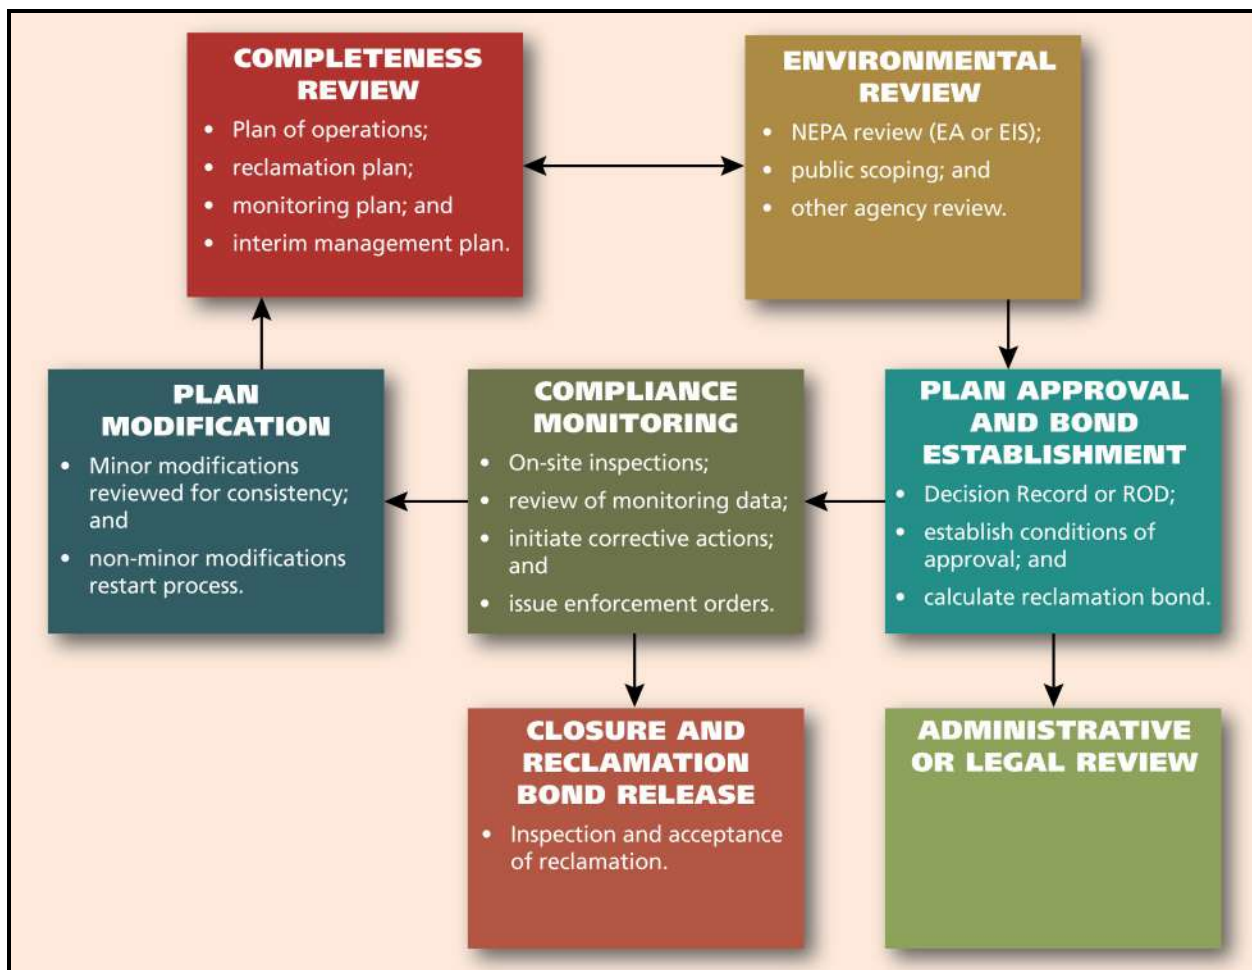 COMPLETENESS
REVIEW
• Plan of operations;
• reclamation plan;
• monitoring plan; and
• interim management plan.
ENVIRONMENTAL
REVIEW
• NEPA review (EA or EIS);
• public scoping; and
• other agency review.
PLAN
MODIFICATION
• Minor modifications
reviewed for consistency;
and
• non-minor modifications
restart process.
COMPLIANCE
MONITORING
• On-site inspections;
• review of monitoring data;
• initiate corrective actions;
and
• issue enforcement orders.
PLAN APPROVAL
AND BOND
ESTABLISHMENT
• Decision Record or ROD;
• establish conditions of
approval; and
• calculate reclamation bond.
CLOSURE AND
RECLAMATION
BOND RELEASE
• Inspection and acceptance
of reclamation.
ADMINISTRATIVE
OR LEGAL REVIEW